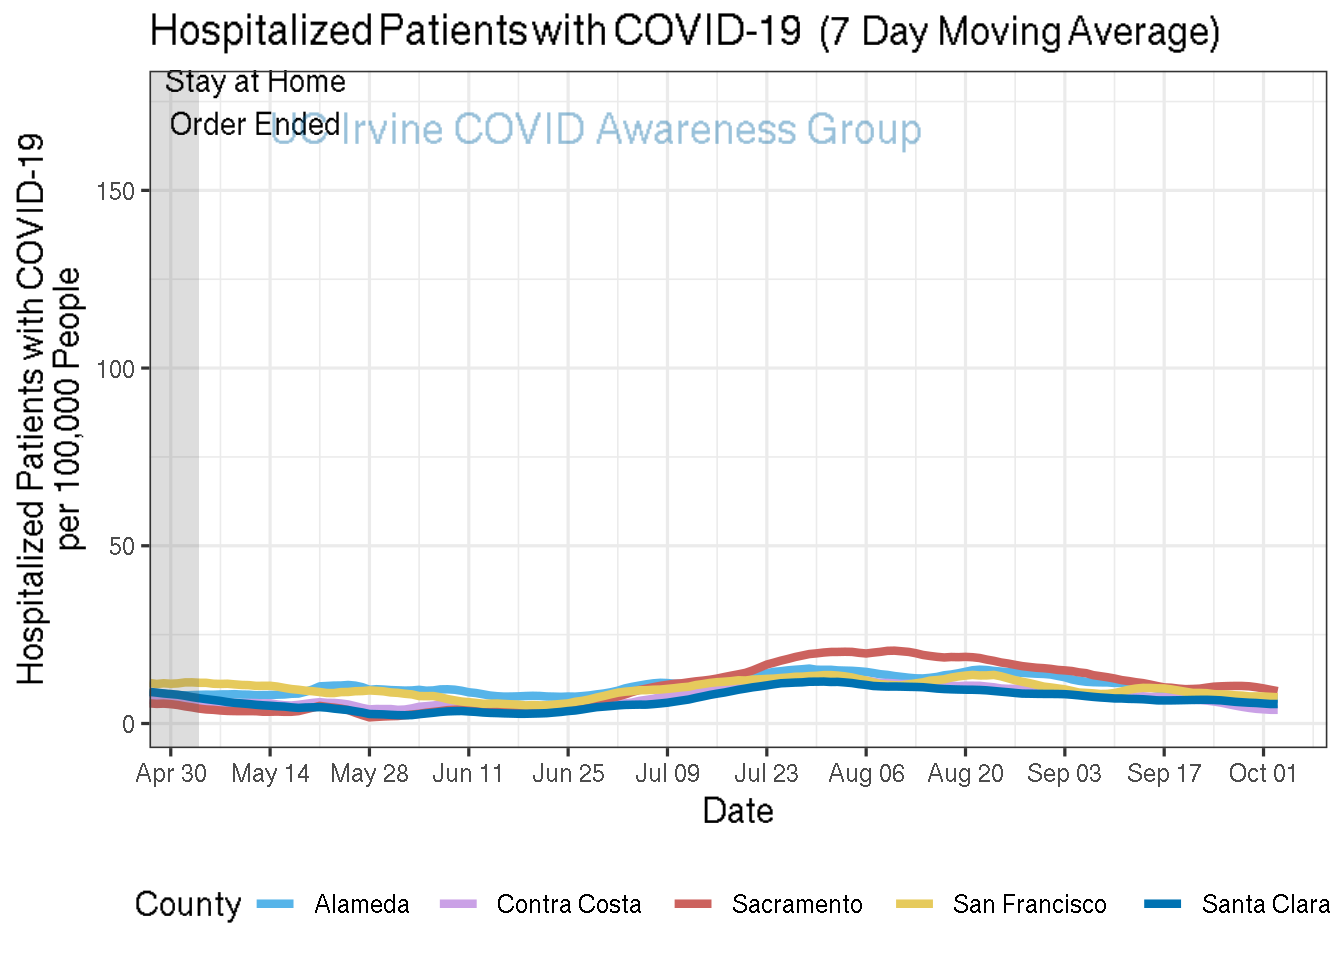 Hospitalized Patients with COVID-19 (7 Day Moving Average)
Stay at Home
Order Ended
UC Irvine COVID Awareness Group
Hospitalized Patients with COVID-19
per 100,000 People
150
100
50
0
Apr 30 May 14 May 28 Jun 11 Jun 25 Jul 09 Jul 23 Aug 06 Aug 20 Sep 03 Sep 17 Oct 01
Date
County Alameda Contra Costa Sacramento San Francisco Santa Clara